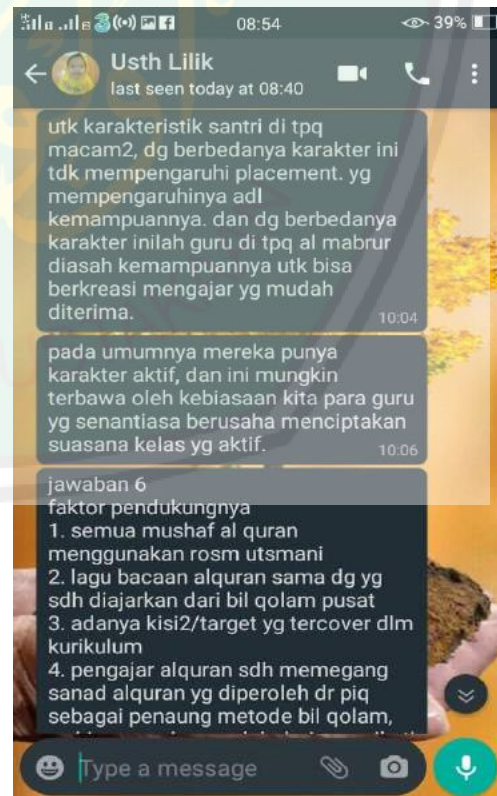 08:54
39%
Usth Lilik
last seen today at 08:40
utk karakteristik santri di tpq
macam2, dg berbedanya karakter ini
tdk mempengaruhi placement. yg
mempengaruhinya adl
kemampuannya. dan dg berbedanya
karakter inilah guru di tpq al mabrur
diasah kemampuannya utk bisa
berkreasi mengajar yg mudah
diterima.
10:04
pada umumnya mereka punya
karakter aktif, dan ini mungkin
terbawa oleh kebiasaan kita para guru
yg senantiasa berusaha menciptakan
suasana kelas yg aktif.
10:06
jawaban 6
faktor pendukungnya
1. semua mushaf al quran
menggunakan rosm utsmani
2. lagu bacaan alquran sama dg yg
sdh diajarkan dari bil qolam pusat
3. adanya kisi2/target yg tercover dlm
kurikulum
4. pengajar alquran sdh memegang
sanad alquran yg diperoleh dr piq
sebagai penaung metode bil qolam,
Type a message